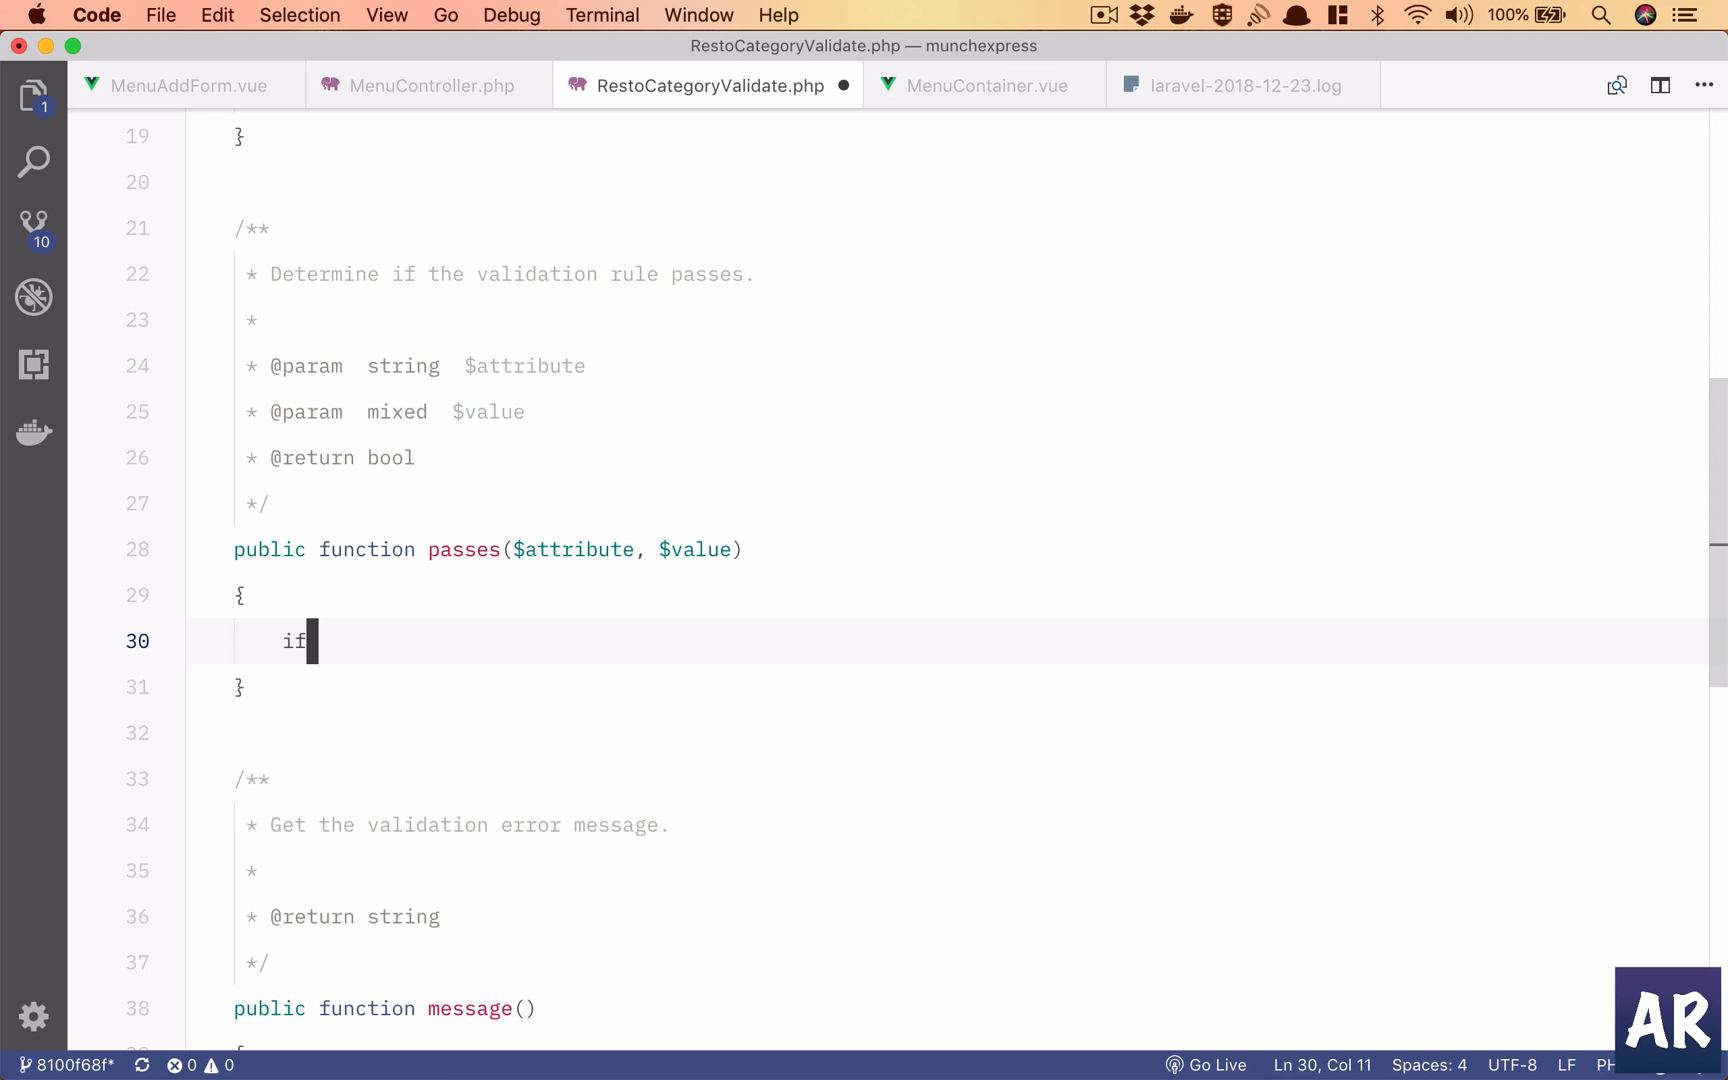 Code File Edit Selection View Go Debug Terminal Window Help 100%
RestoCategoryValidate.php — munchexpress
MenuAddForm.vue MenuController.php RestoCategoryValidate.php MenuContainer.vue laravel-2018-12-23.log
1
10
19 }
20
21 /**
22 * Determine if the validation rule passes.
23 *
24 * @param string $attribute
25 * @param mixed $value
26 * @return bool
27 */
28 public function passes($attribute, $value)
29 {
30 if
31 }
32
33 /**
34 * Get the validation error message.
35 *
36 * @return string
37 */
38 public function message()
AR
8100f68f* 0 0 Go Live Ln 30, Col 11 Spaces: 4 UTF-8 LF